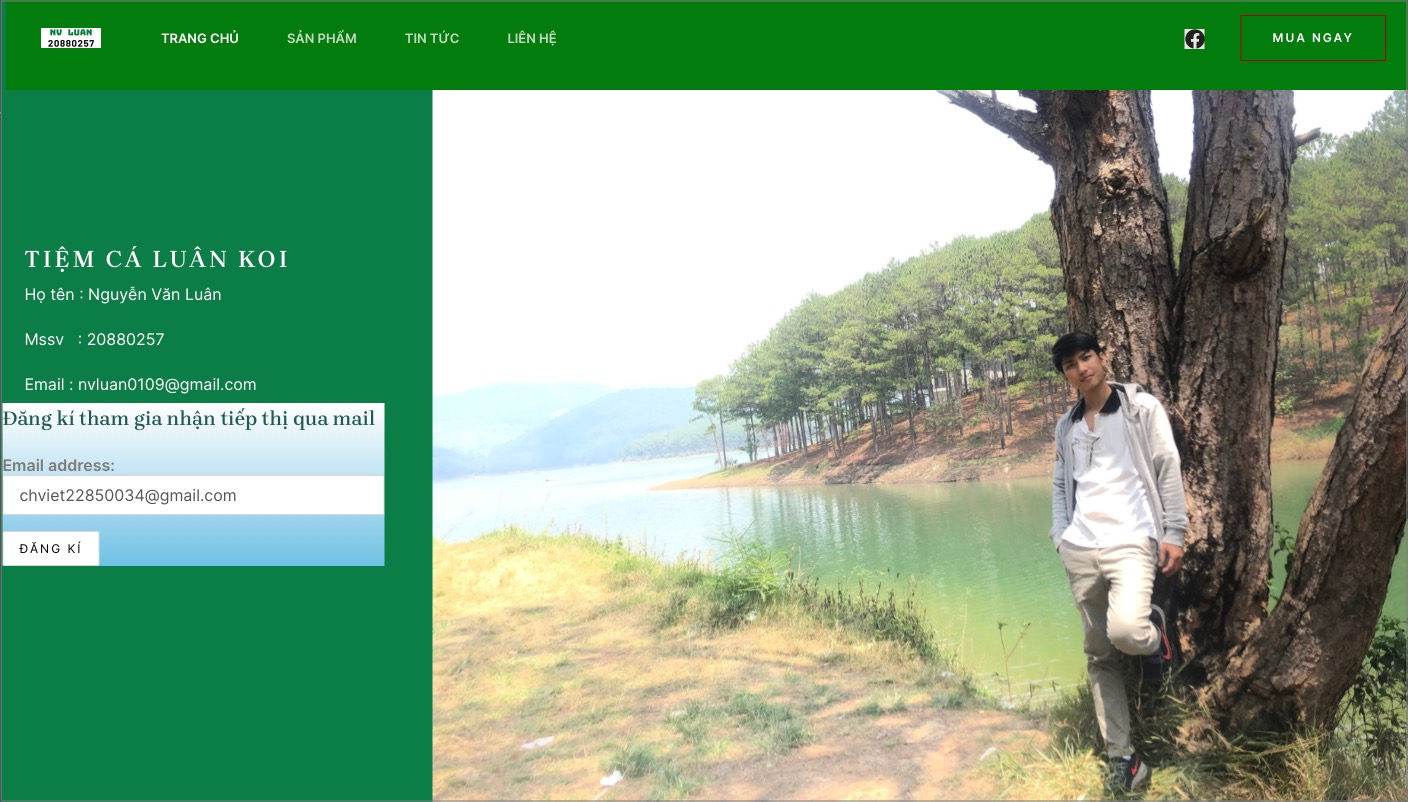 NV LUAN
20880257
TRANG CHỦ
SẢN PHẨM
TIN TỨC
LIÊN HỆ
MUA NGAY
TIỆM CÁ LUÂN KOI
Họ tên : Nguyễn Văn Luân
Mssv : 20880257
Email : nvluan0109@gmail.com
Đăng kí tham gia nhận tiếp thị qua mail
Email address:
chviet22850034@gmail.com
ĐĂNG KÍ